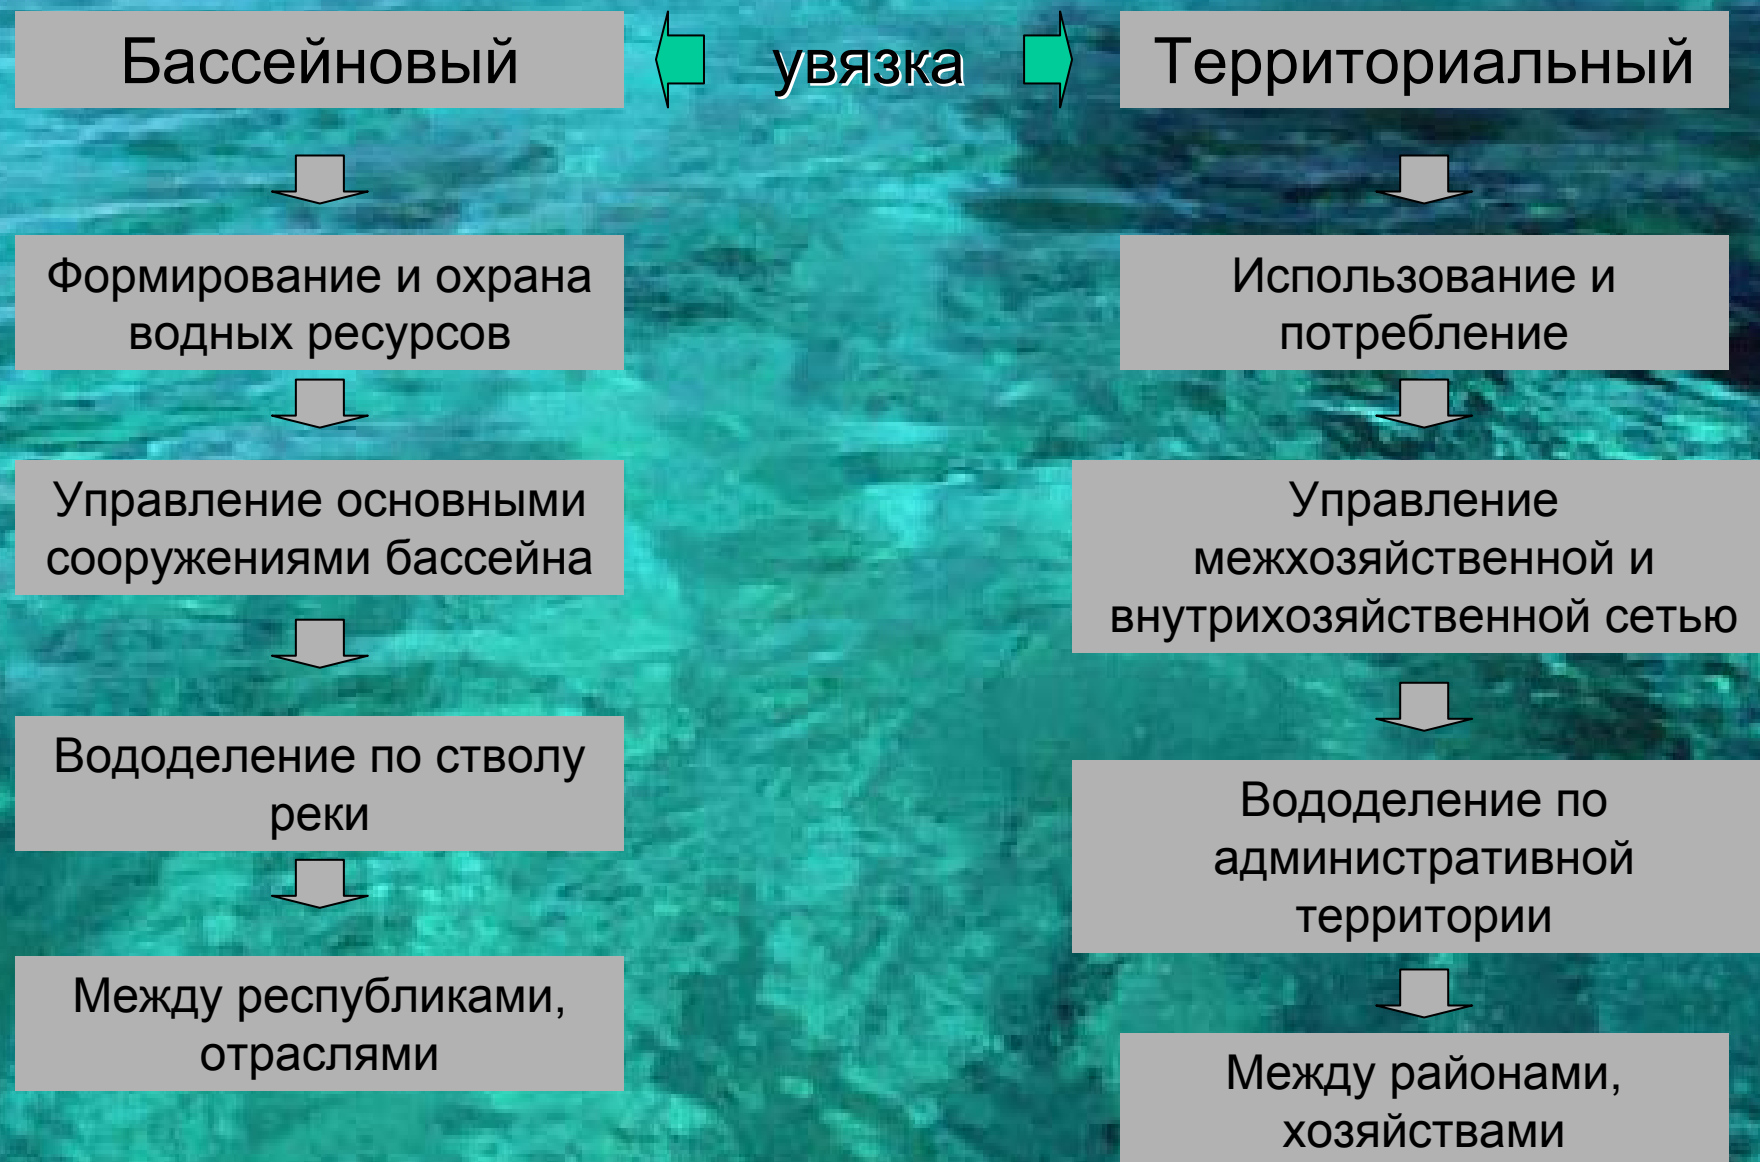 Бассейновый
увязка
Территориальный
Формирование и охрана
водных ресурсов
Использование и
потребление
Управление основными
сооружениями бассейна
Управление
межхозяйственной и
внутрихозяйственной сетью
Вододеление по стволу
реки
Вододеление по
административной
территории
Между республиками,
отраслями
Между районами,
хозяйствами